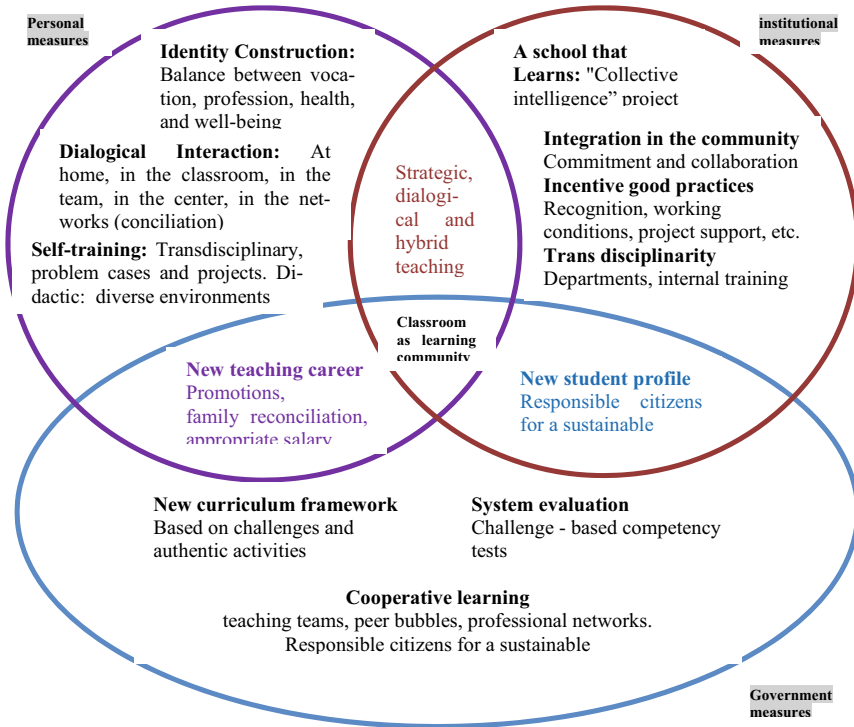 Personal
measures
institutional
measures
Identity Construction:
Balance between voca-
tion, profession, health,
and well-being
Dialogical Interaction: At
home, in the classroom, in the
team, in the center, in the net-
works (conciliation)
Self-training: Transdisciplinary,
problem cases and projects. Di-
dactic: diverse environments
A school that
Learns: "Collective
intelligence” project
Integration in the community
Commitment and collaboration
Incentive good practices
Recognition, working
conditions, project support, etc.
Trans disciplinarity
Departments, internal training
Strategic,
dialogi-
cal and
hybrid
teaching
Classroom
as learning
community
New teaching career
Promotions,
family reconciliation,
appropriate salary
New student profile
Responsible citizens
for a sustainable
New curriculum framework
Based on challenges and
authentic activities
System evaluation
Challenge - based competency
tests
Cooperative learning
teaching teams, peer bubbles, professional networks.
Responsible citizens for a sustainable
Government
measures